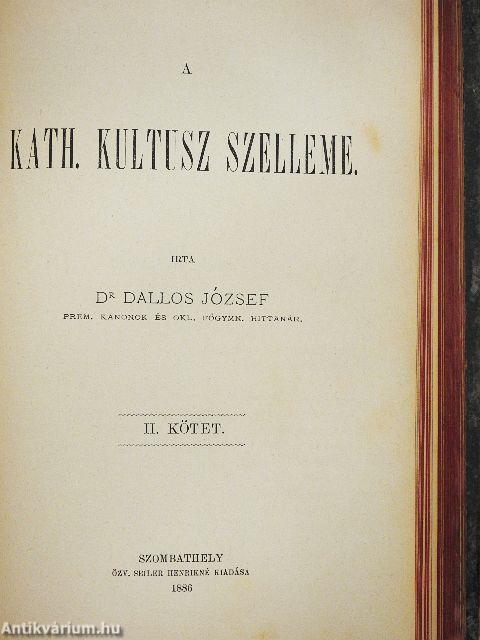 A
KATH. KULTUSZ SZELLEME.
IRTA
DR DALLOS JÓZSEF
PREM. KANONOK ÉS OKL. FŐGYMN. HITTANÁR.
II. KÖTET.
SZOMBATHELY
ÖZV. SEILER HENRIKNÉ KIADÁSA
1886
Antikvárium.hu